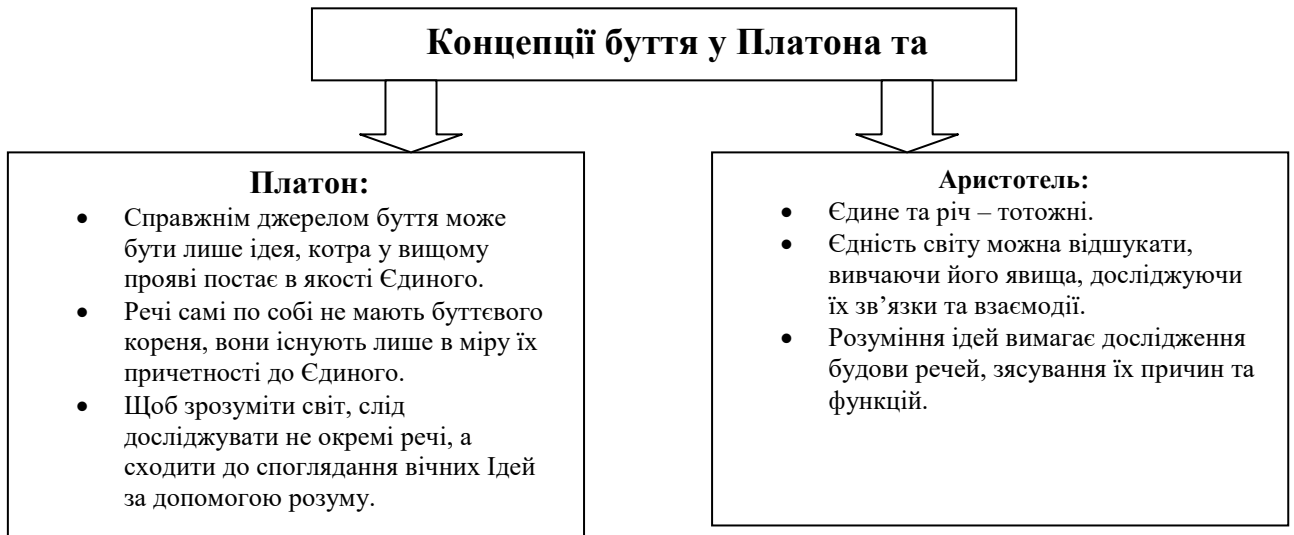 Концепції буття у Платона та
Платон:
• Справжнім джерелом буття може
бути лише ідея, котра у вищому
прояві постає в якості Єдиного.
• Речі самі по собі не мають буттєвого
кореня, вони існують лише в міру їх
причетності до Єдиного.
• Щоб зрозуміти світ, слід
досліджувати не окремі речі, а
сходити до споглядання вічних Ідей
за допомогою розуму.
Аристотель:
• Єдине та річ – тотожні.
• Єдність світу можна відшукати,
вивчаючи його явища, досліджуючи
їх зв’язки та взаємодії.
• Розуміння ідей вимагає дослідження
будови речей, зясування їх причин та
функцій.